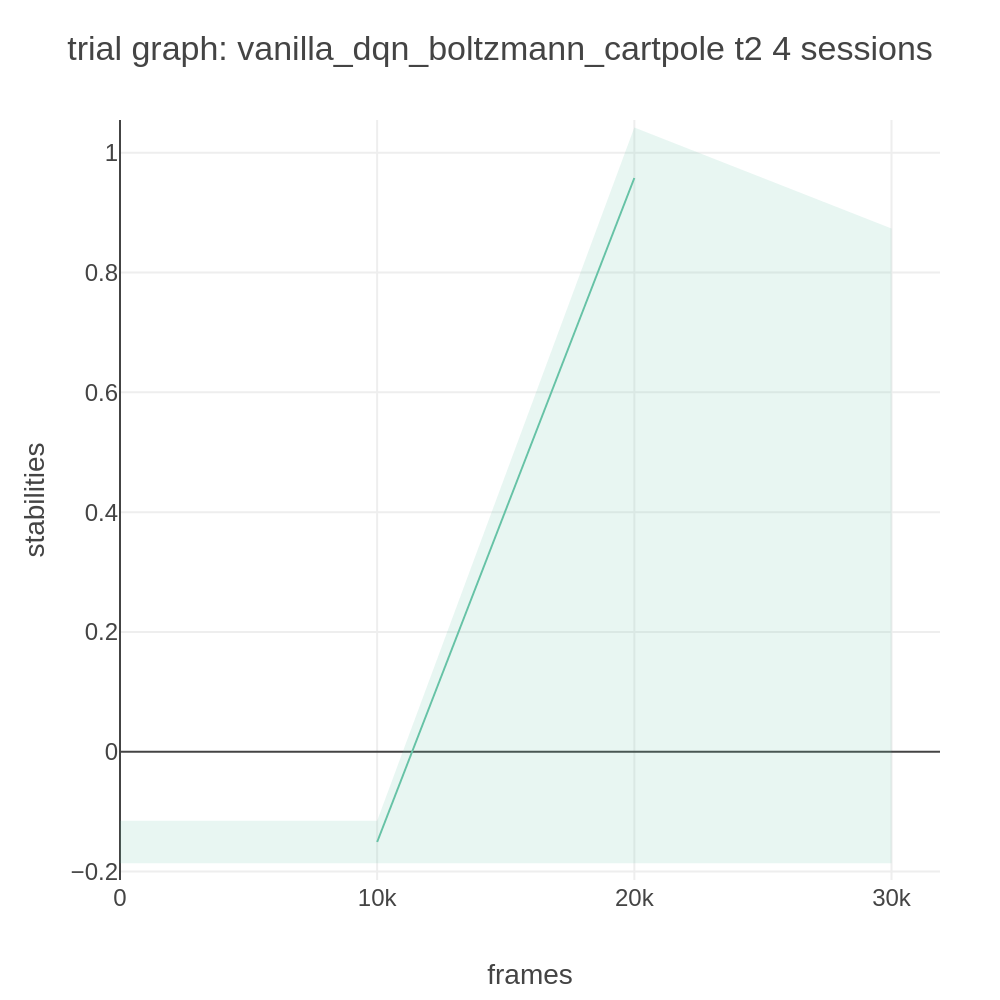 trial graph: vanilla_dqn_boltzmann_cartpole t2 4 sessions
1
0.8
0.6
0.4
0.2
0
−0.2
stabilities
0
10k
20k
30k
frames